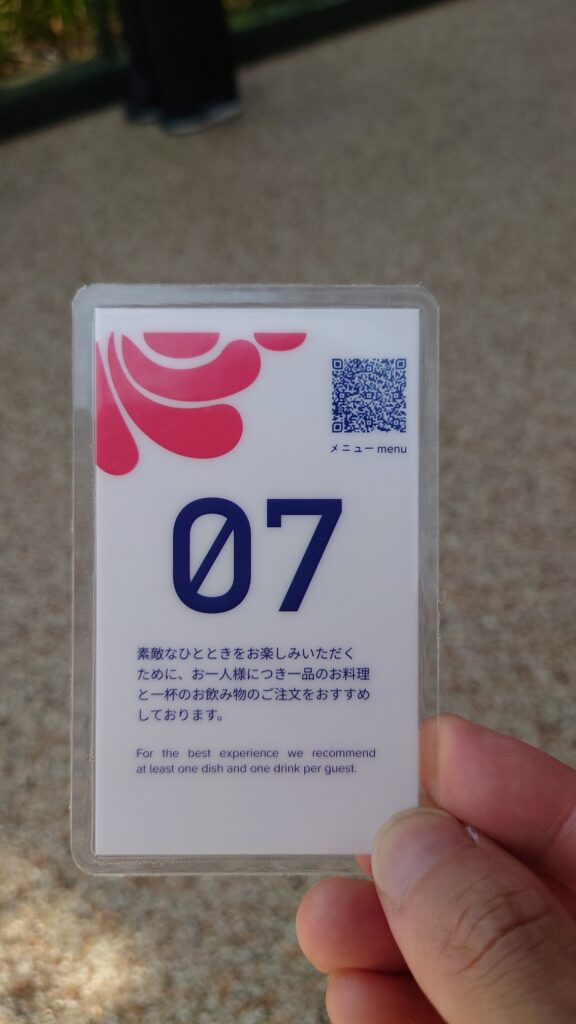 メニュー menu
07
素敵なひとときをお楽しみいただく
ために、お一人様につき一品のお料理
と一杯のお飲み物のご注文をおすすめ
しております。
For the best experience we recommend
at least one dish and one drink per guest.